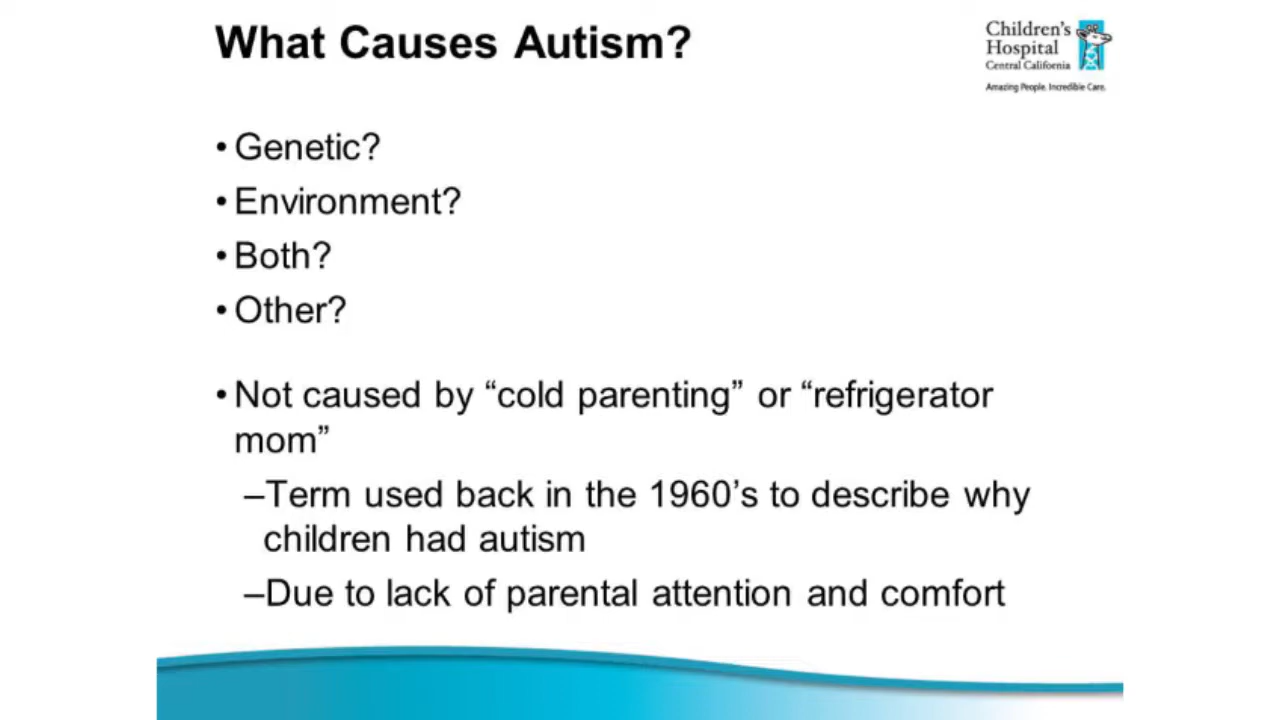 What Causes Autism?
Children's
Hospital
Central California
Amazing People. Incredible Care.
• Genetic?
• Environment?
• Both?
• Other?
• Not caused by “cold parenting” or “refrigerator
mom”
–Term used back in the 1960’s to describe why
children had autism
–Due to lack of parental attention and comfort